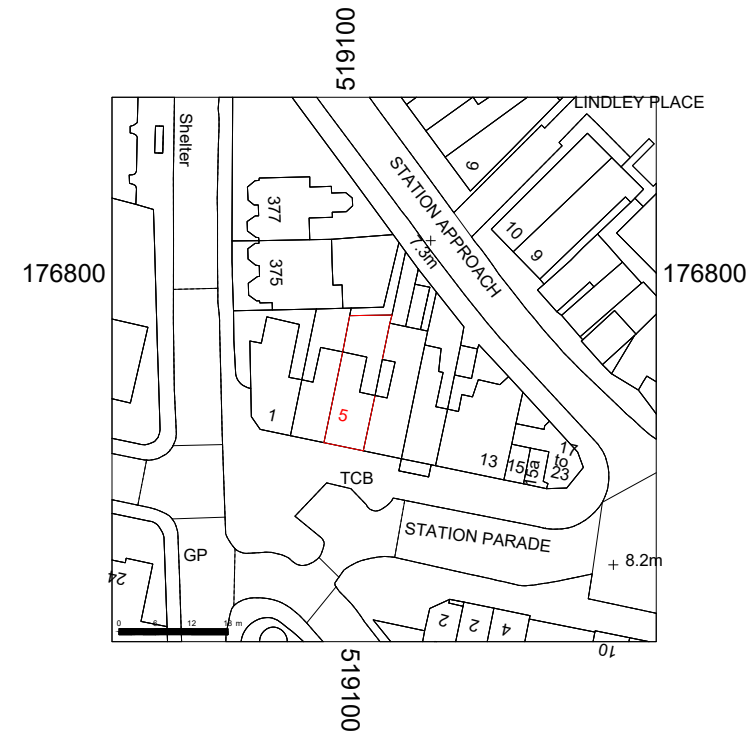 519100
LINDLEY PLACE
Shelter
STATION APPROACH
6
377
10
9
7.3m
375
176800
176800
1
5
13
15
15a
17
to
23
TCB
STATION PARADE
GP
8.2m
24
0 6 12 18 m
2
2
4
10
519100